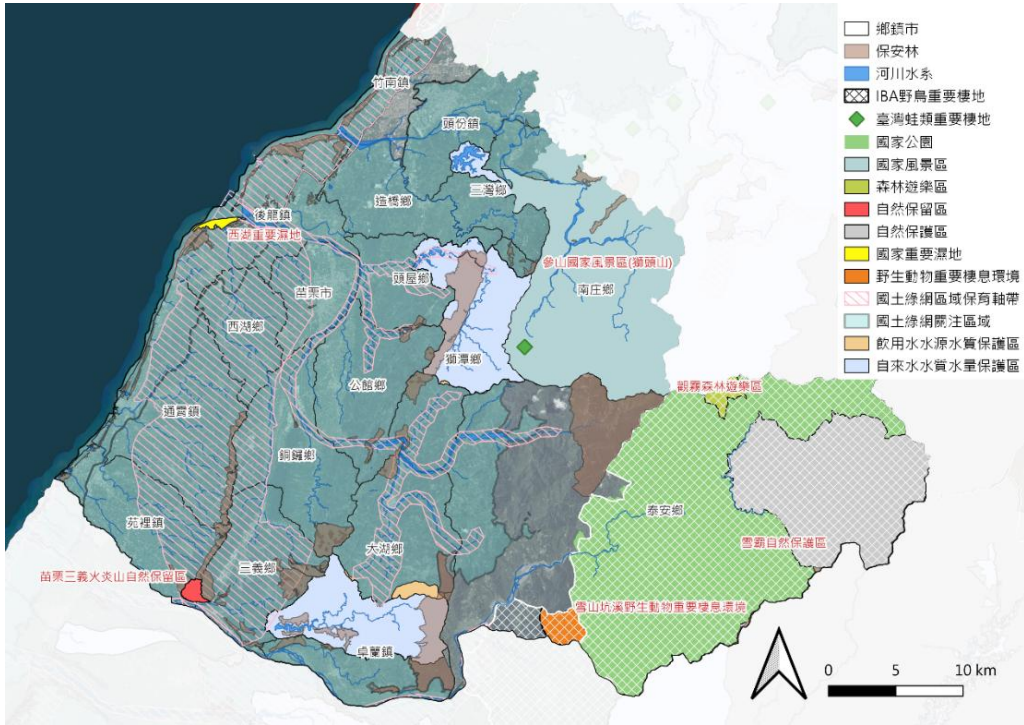 鄉鎮市
保安林
河川水系
IBA野鳥重要棲地
臺灣蛙類重要棲地
國家公園
國家風景區
森林遊樂區
自然保留區
自然保護區
國家重要濕地
野生動物重要棲息環境
國土綠網區域保育軸帶
國土綠網關注區域
飲用水水源水質保護區
自來水水質水量保護區
竹南鎮
頭份鎮
三灣鄉
造橋鄉
後龍鎮
西湖重要濕地
參山國家風景區(獅頭山)
頭屋鄉
南庄鄉
苗栗市
西湖鄉
獅潭鄉
公館鄉
觀霧森林遊樂區
通霄鎮
銅鑼鄉
泰安鄉
苑裡鎮
雪霸自然保護區
大湖鄉
三義鄉
苗栗三義火炎山自然保留區
雪山坑溪野生動物重要棲息環境
卓蘭鎮
0 5 10 km